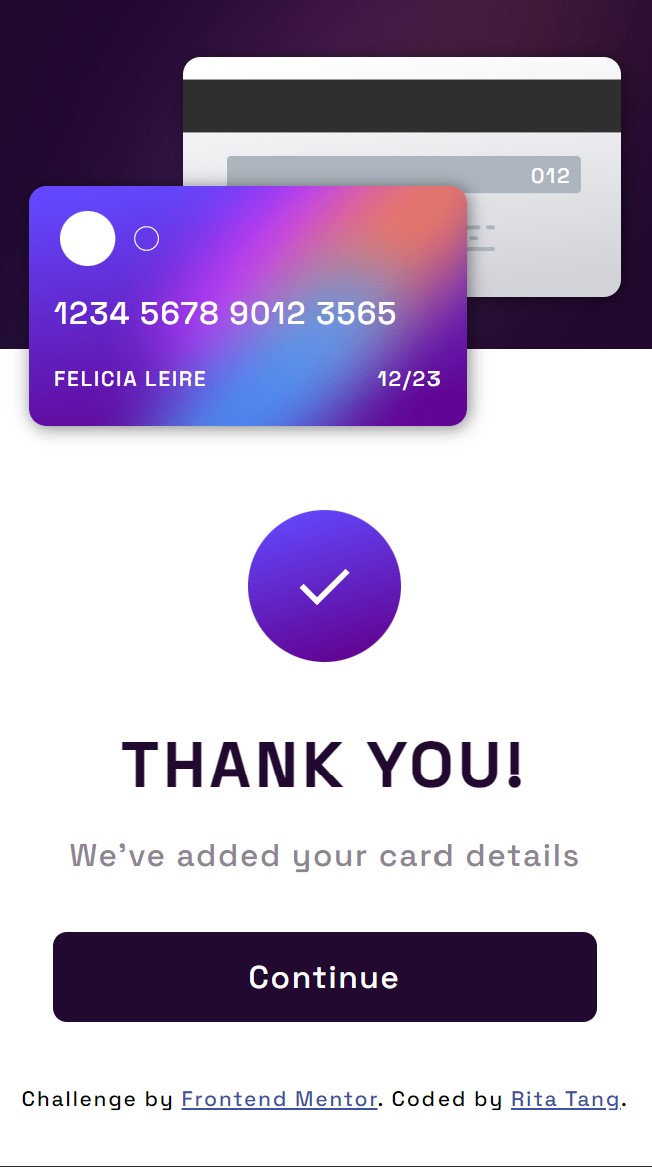 012
1234 5678 9012 3565
FELICIA LEIRE 12/23
THANK YOU!
We've added your card details
Continue
Challenge by Frontend Mentor. Coded by Rita Tang.